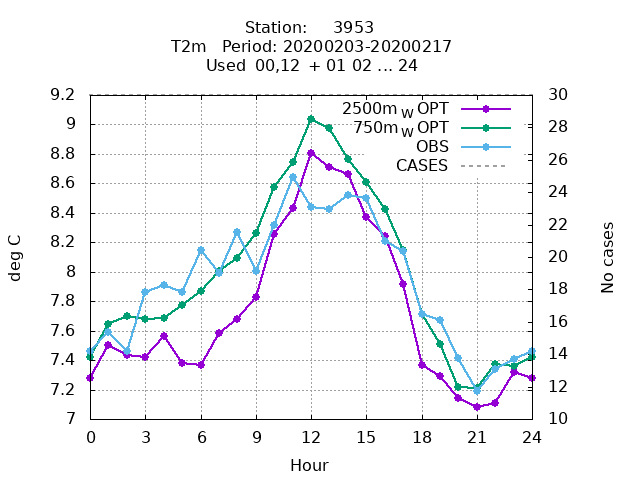 Station: 3953
T2m Period: 20200203-20200217
Used 00,12 + 01 02 ... 24
9.2
9
8.8
8.6
8.4
8.2
8
7.8
7.6
7.4
7.2
7
deg C
2500m W OPT
750m W OPT
OBS
CASES
30
28
26
24
22
20
18
16
14
12
10
No cases
0 3 6 9 12 15 18 21 24
Hour